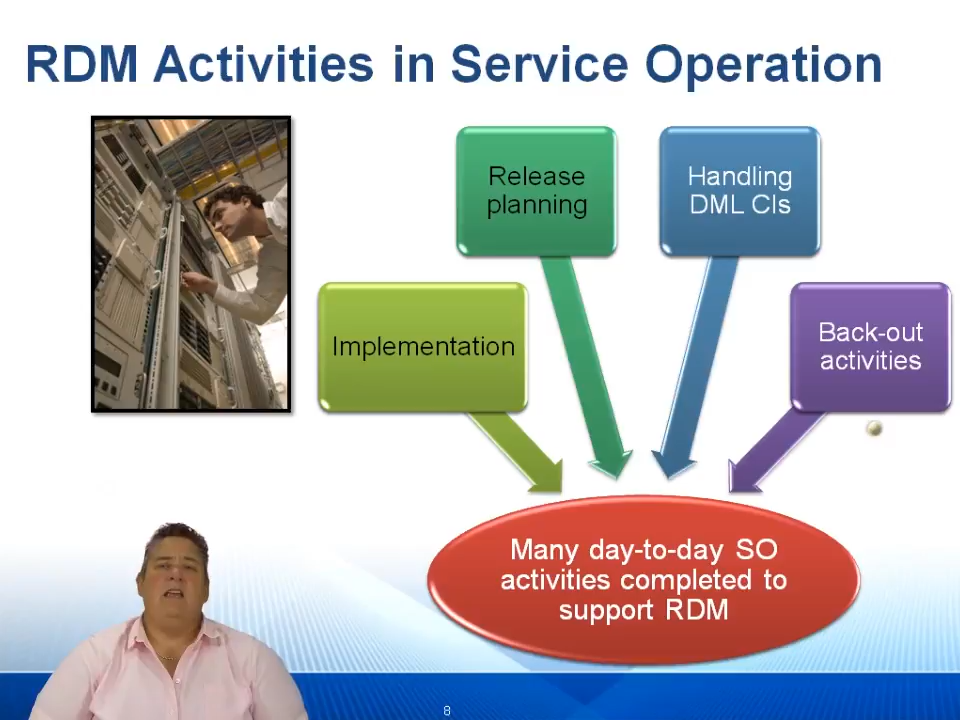 RDM Activities in Service Operation
Release
planning
Handling
DML CIs
Implementation
Back-out
activities
Many day-to-day SO
activities completed to
support RDM
8